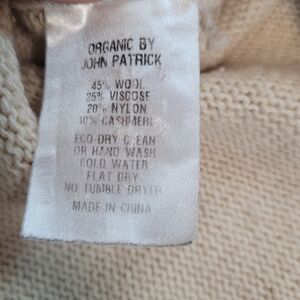 ORGANIC BY
JOHN PATRICK
45% WOOL
25% VISCOSE
20% NYLON
10% CASHMERE
ECO-DRY CLEAN
OR HAND WASH
COLD WATER
FLAT DRY
NO TUMBLE DRYER
MADE IN CHINA